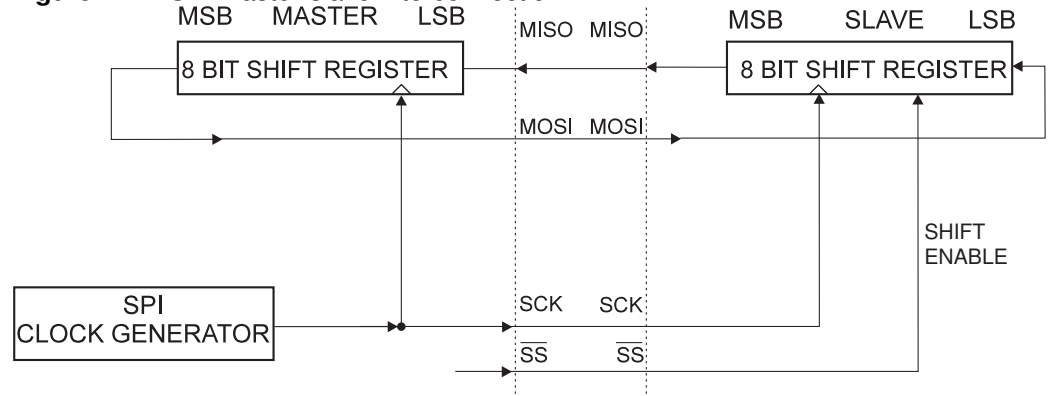 MSB MASTER LSB
MISO MISO
MSB SLAVE LSB
8 BIT SHIFT REGISTER
8 BIT SHIFT REGISTER
MOSI MOSI
SHIFT
ENABLE
SPI
CLOCK GENERATOR
SCK SCK
SS SS